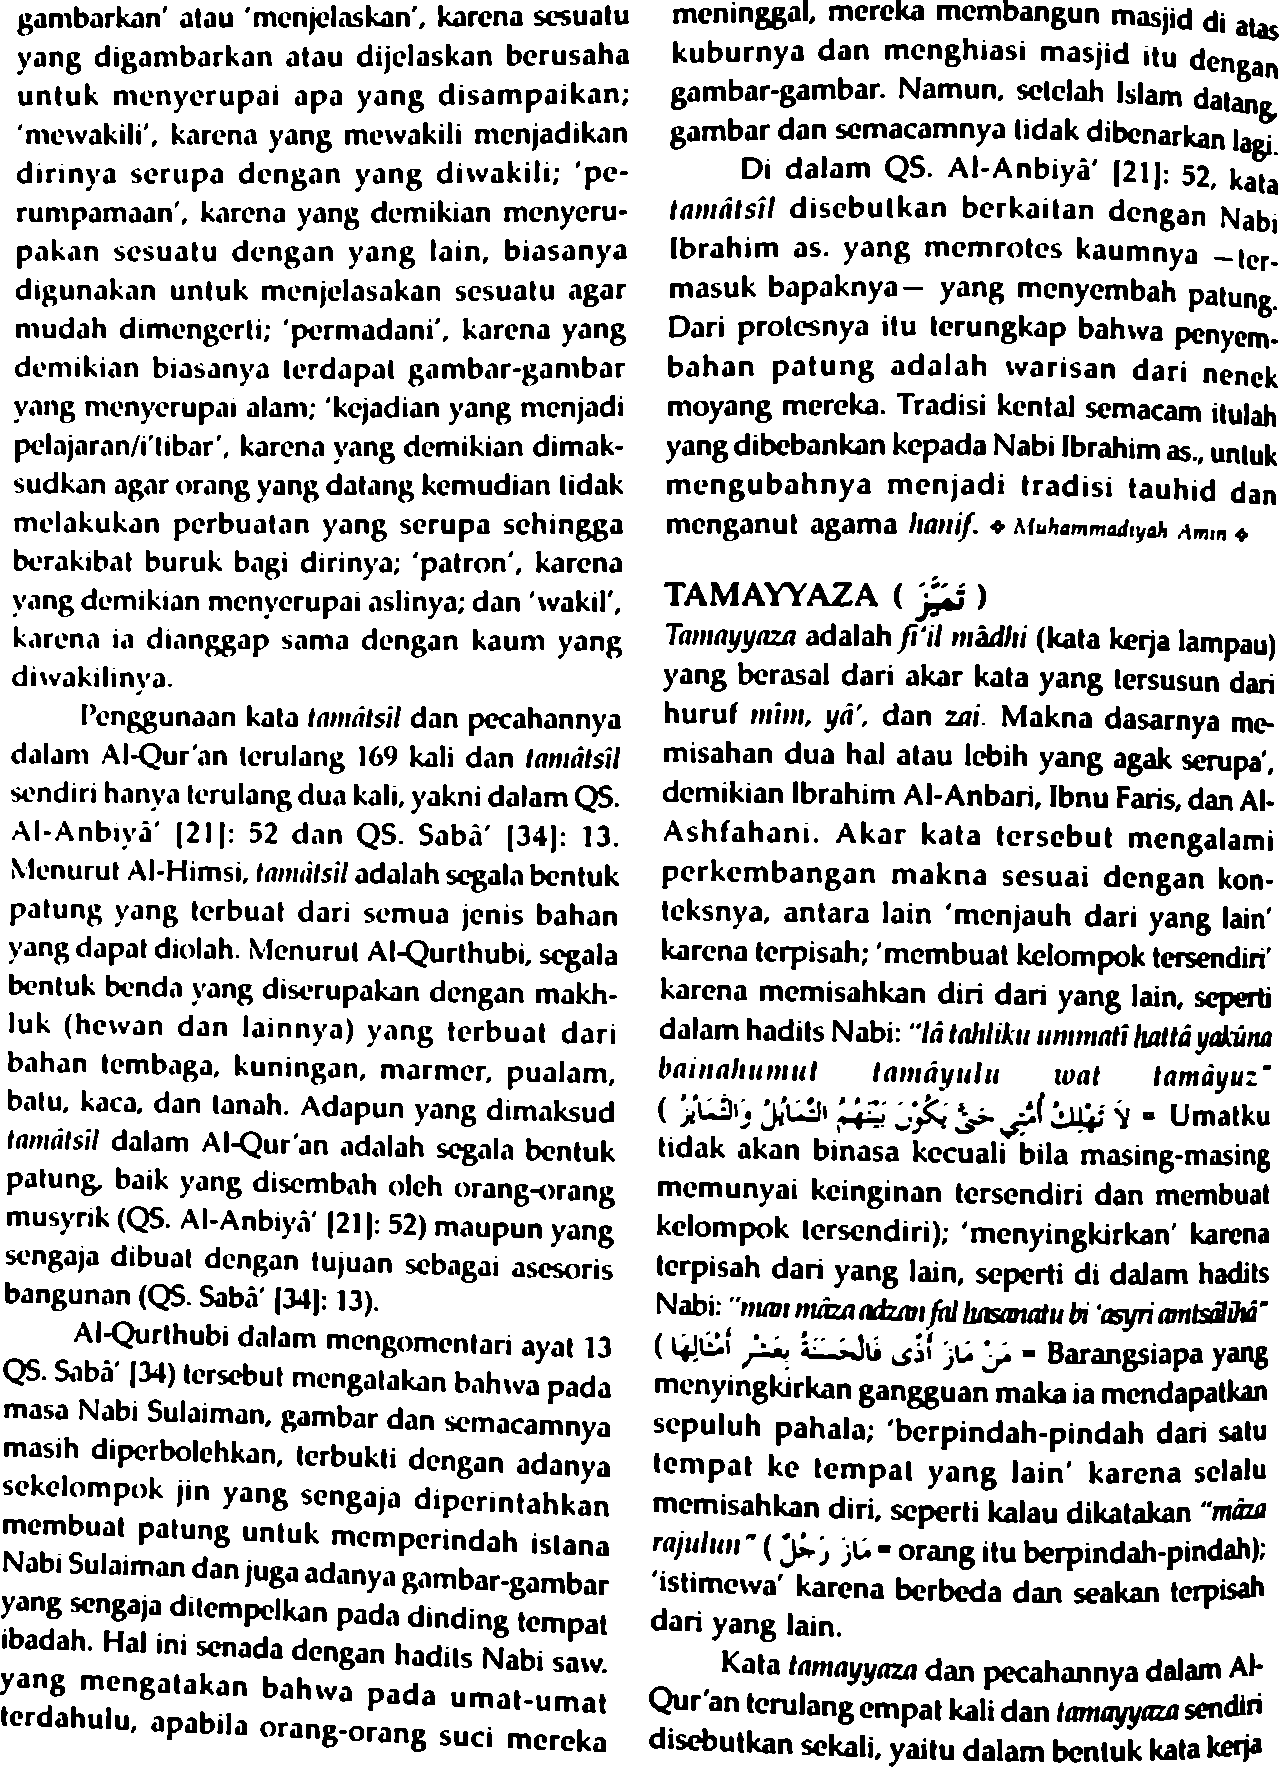 gambarkan' atau 'menjelaskan', karena sesuatu
yang digambarkan atau dijelaskan berusaha
untuk menyerupai apa yang disampaikan;
'mewakili', karena yang mewakili menjadikan
dirinya serupa dengan yang diwakili; 'pe-
rumpamaan', karena yang demikian menyeru-
pakan sesuatu dengan yang lain, biasanya
digunakan untuk menjelasakan sesuatu agar
mudah dimengerti; 'permadani', karena yang
demikian biasanya terdapat gambar-gambar
yang menyerupai alam; 'kejadian yang menjadi
pelajaran/i'tibar', karena yang demikian dimak-
sudkan agar orang yang datang kemudian tidak
melakukan perbuatan yang serupa sehingga
berakibat buruk bagi dirinya; 'patron', karena
yang demikian menyerupai aslinya; dan 'wakil',
karena ia dianggap sama dengan kaum yang
diwakilinya.
Penggunaan kata tamâtsil dan pecahannya
dalam Al-Qur'an terulang 169 kali dan tamâtsîl
sendiri hanya terulang dua kali, yakni dalam QS.
Al-Anbiyâ' [21]: 52 dan QS. Sabâ' [34]: 13.
Menurut Al-Himsi, tamâtsil adalah segala bentuk
patung yang terbuat dari semua jenis bahan
yang dapat diolah. Menurut Al-Qurthubi, segala
bentuk benda yang diserupakan dengan makh-
luk (hewan dan lainnya) yang terbuat dari
bahan tembaga, kuningan, marmer, pualam,
batu, kaca, dan tanah. Adapun yang dimaksud
tamâtsil dalam Al-Qur'an adalah segala bentuk
patung, baik yang disembah oleh orang-orang
musyrik (QS. Al-Anbiyâ' [21]: 52) maupun yang
sengaja dibuat dengan tujuan sebagai asesoris
bangunan (QS. Sabâ' [34]: 13).
Al-Qurthubi dalam mengomentari ayat 13
QS. Sabâ' [34) tersebut mengatakan bahwa pada
masa Nabi Sulaiman, gambar dan semacamnya
masih diperbolehkan, terbukti dengan adanya
sekelompok jin yang sengaja diperintahkan
membuat patung untuk memperindah istana
Nabi Sulaiman dan juga adanya gambar-gambar
yang sengaja ditempelkan pada dinding tempat
ibadah. Hal ini senada dengan hadits Nabi saw.
yang mengatakan bahwa pada umat-umat
terdahulu, apabila orang-orang suci mereka
meninggal, mereka membangun masjid di atas
kuburnya dan menghiasi masjid itu dengan
gambar-gambar. Namun, setelah Islam datang,
gambar dan semacamnya tidak dibenarkan lagi.
Di dalam QS. Al-Anbiyâ' [21]: 52, kata
tamâtsîl disebutkan berkaitan dengan Nabi
Ibrahim as. yang memrotes kaumnya —ter-
masuk bapaknya— yang menyembah patung.
Dari protesnya itu terungkap bahwa penyem-
bahan patung adalah warisan dari nenek
moyang mereka. Tradisi kental semacam itulah
yang dibebankan kepada Nabi Ibrahim as., untuk
mengubahnya menjadi tradisi tauhid dan
menganut agama hanif. ❖ Muhammadiyah Amin ❖
TAMAYYAZA ( تَمَيَّزَ )
Tamayyaza adalah fi'il mâdhi (kata kerja lampau)
yang berasal dari akar kata yang tersusun dari
huruf mîm, yâ', dan zai. Makna dasarnya me-
misahan dua hal atau lebih yang agak serupa',
demikian Ibrahim Al-Anbari, Ibnu Faris, dan Al-
Ashfahani. Akar kata tersebut mengalami
perkembangan makna sesuai dengan kon-
teksnya, antara lain 'menjauh dari yang lain'
karena terpisah; 'membuat kelompok tersendiri'
karena memisahkan diri dari yang lain, seperti
dalam hadits Nabi: "lâ tahliku ummatî hattâ yakûna
bainahumut tamâyulu wat tamâyuz"
( لاَ تَهْلِكُ أُمَّتِي حَتَّى يَكُوْنَ بَيْنَهُمُ التَّمَايُلُ وَالتَّمَايُزُ = Umatku
tidak akan binasa kecuali bila masing-masing
memunyai keinginan tersendiri dan membuat
kelompok tersendiri); 'menyingkirkan' karena
terpisah dari yang lain, seperti di dalam hadits
Nabi: "man mâza adzan fal hasanatu bi 'asyri amtsâlihâ"
( مَنْ مَازَ أَذًى فَالْحَسَنَةُ بِعَشْرِ أَمْثَالِهَا = Barangsiapa yang
menyingkirkan gangguan maka ia mendapatkan
sepuluh pahala; 'berpindah-pindah dari satu
tempat ke tempat yang lain' karena selalu
memisahkan diri, seperti kalau dikatakan "mâza
rajulun" ( مَازَ رَجُلٌ = orang itu berpindah-pindah);
'istimewa' karena berbeda dan seakan terpisah
dari yang lain.
Kata tamayyaza dan pecahannya dalam Al-
Qur'an terulang empat kali dan tamayyaza sendiri
disebutkan sekali, yaitu dalam bentuk kata kerja